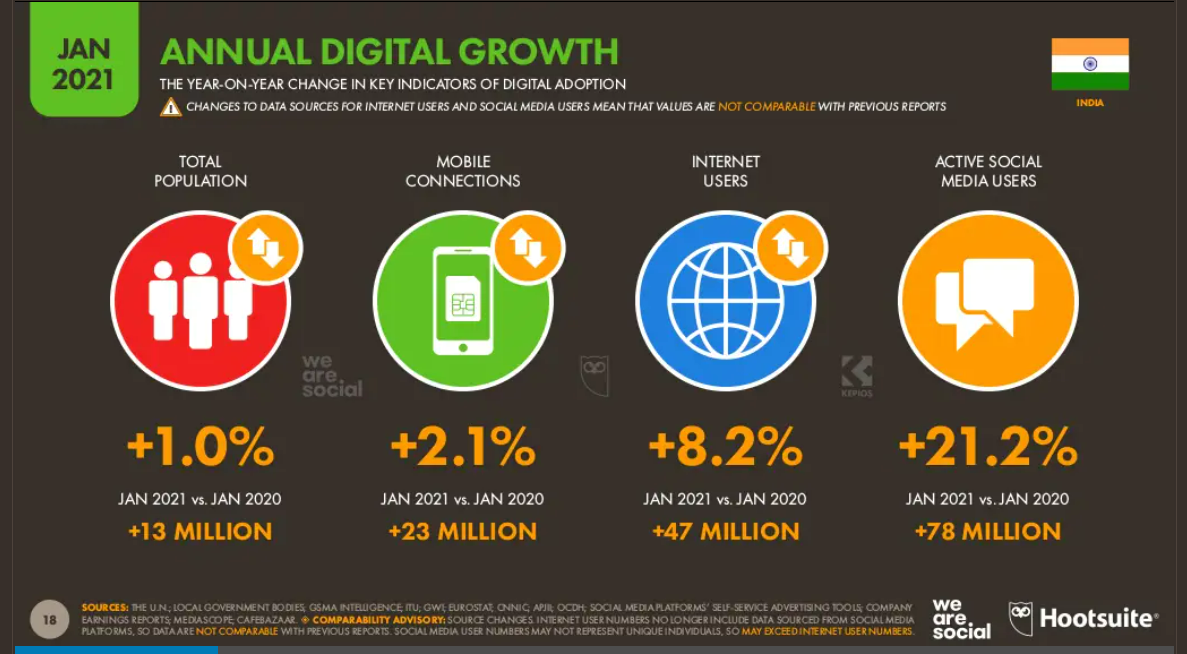 JAN
2021
ANNUAL DIGITAL GROWTH
THE YEAR-ON-YEAR CHANGE IN KEY INDICATORS OF DIGITAL ADOPTION
CHANGES TO DATA SOURCES FOR INTERNET USERS AND SOCIAL MEDIA USERS MEAN THAT VALUES ARE NOT COMPARABLE WITH PREVIOUS REPORTS
INDIA
TOTAL
POPULATION
MOBILE
CONNECTIONS
INTERNET
USERS
ACTIVE SOCIAL
MEDIA USERS
we
are
social
KEPIOS
+1.0%
+2.1%
+8.2%
+21.2%
JAN 2021 vs. JAN 2020
JAN 2021 vs. JAN 2020
JAN 2021 vs. JAN 2020
JAN 2021 vs. JAN 2020
+13 MILLION
+23 MILLION
+47 MILLION
+78 MILLION
18
SOURCES: THE U.N.; LOCAL GOVERNMENT BODIES; GSMA INTELLIGENCE; ITU; GWI; EUROSTAT; CNNIC; APJII; OCDH; SOCIAL MEDIA PLATFORMS' SELF-SERVICE ADVERTISING TOOLS; COMPANY
EARNINGS REPORTS; MEDIASCOPE; CAFEBAZAAR. ◈ COMPARABILITY ADVISORY: SOURCE CHANGES. INTERNET USER NUMBERS NO LONGER INCLUDE DATA SOURCED FROM SOCIAL MEDIA
PLATFORMS, SO DATA ARE NOT COMPARABLE WITH PREVIOUS REPORTS. SOCIAL MEDIA USER NUMBERS MAY NOT REPRESENT UNIQUE INDIVIDUALS, SO MAY EXCEED INTERNET USER NUMBERS.
we
are
social
Hootsuite®